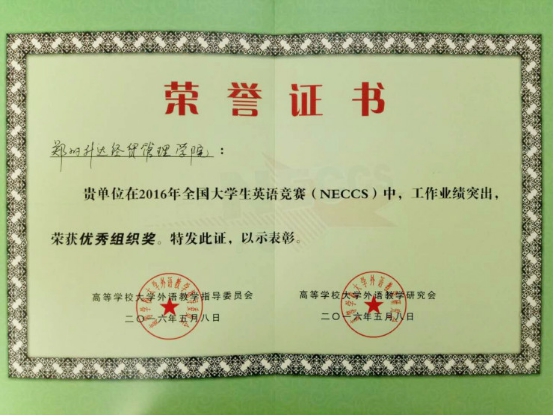 荣誉证书
郑州升达经贸管理学院：
贵单位在2016年全国大学生英语竞赛（NECCS）中，工作业绩突出，
荣获优秀组织奖。特发此证，以示表彰。
高等学校大学外语教学指导委员会 高等学校大学外语教学研究会
二〇一六年五月八日 二〇一六年五月八日